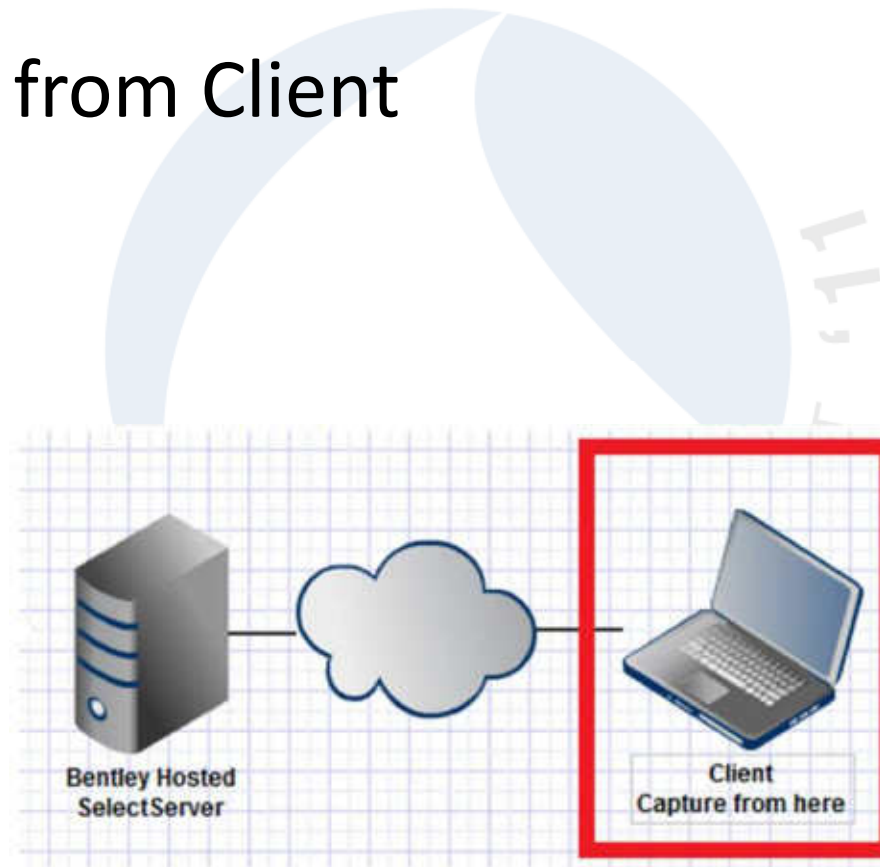 from Client
Bentley Hosted
SelectServer
Client
Capture from here